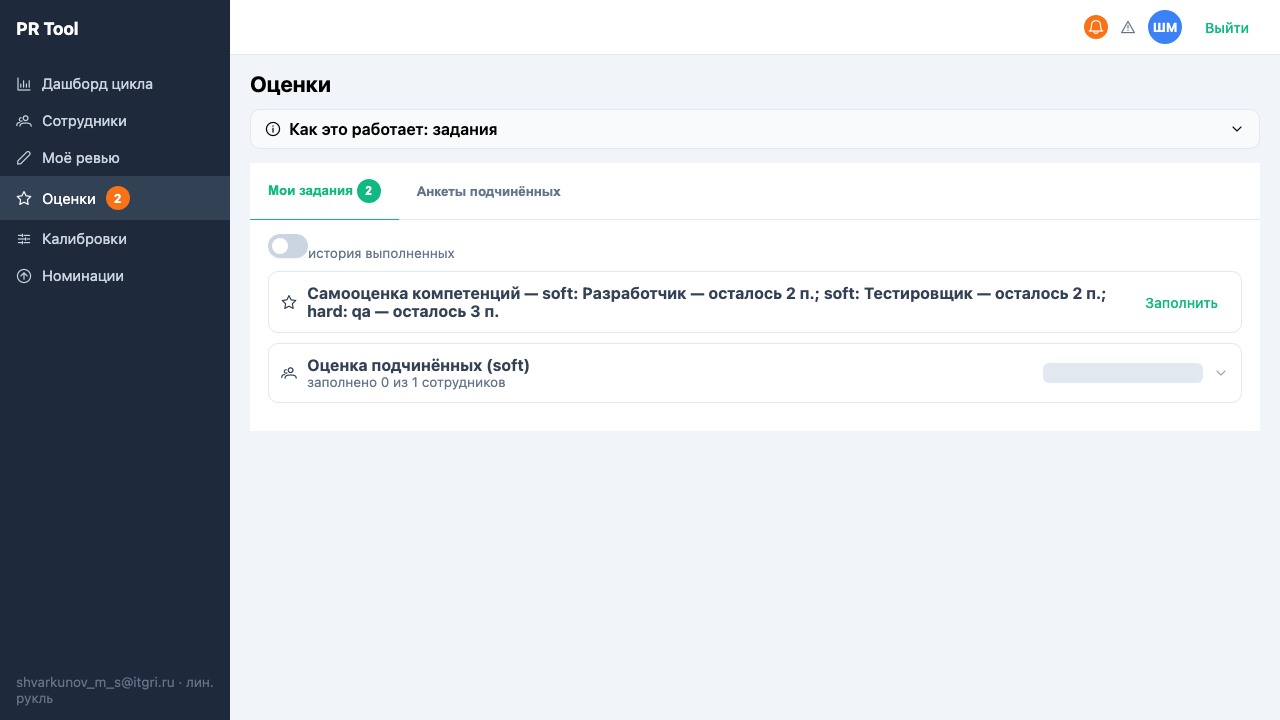 PR Tool
ШМ
Выйти
Дашборд цикла
Сотрудники
Моё ревью
Оценки 2
Калибровки
Номинации
shvarkunov_m_s@itgri.ru · лин.
рукль
Оценки
Как это работает: задания
Мои задания 2
Анкеты подчинённых
история выполненных
Самооценка компетенций — soft: Разработчик — осталось 2 п.; soft: Тестировщик — осталось 2 п.;
hard: qa — осталось 3 п.
Заполнить
Оценка подчинённых (soft)
заполнено 0 из 1 сотрудников